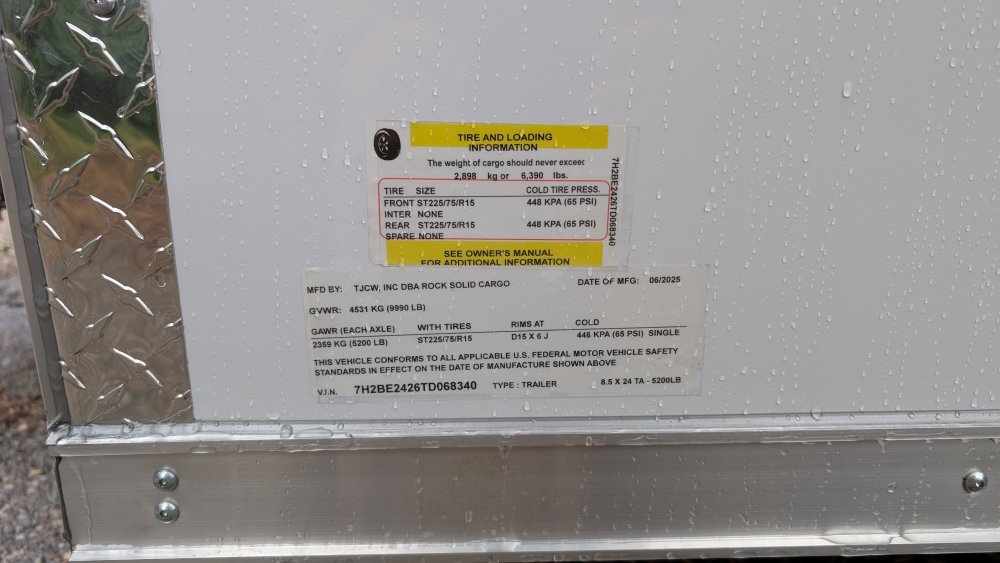 TIRE AND LOADING
INFORMATION
The weight of cargo should never exceed
2,898 kg or 6,390 lbs.
TIRE SIZE COLD TIRE PRESS.
FRONT ST225/75/R15 448 KPA (65 PSI)
INTER NONE
REAR ST225/75/R15 448 KPA (65 PSI)
SPARE NONE
SEE OWNER'S MANUAL
FOR ADDITIONAL INFORMATION
7H2BE2426TD068340
MFD BY: TJCW, INC DBA ROCK SOLID CARGO DATE OF MFG: 06/2025
GVWR: 4531 KG (9990 LB)
GAWR (EACH AXLE) WITH TIRES RIMS AT COLD
2359 KG (5200 LB) ST225/75/R15 D15 X 6 J 448 KPA (65 PSI) SINGLE
THIS VEHICLE CONFORMS TO ALL APPLICABLE U.S. FEDERAL MOTOR VEHICLE SAFETY
STANDARDS IN EFFECT ON THE DATE OF MANUFACTURE SHOWN ABOVE
V.I.N. 7H2BE2426TD068340 TYPE : TRAILER 8.5 X 24 TA - 5200LB